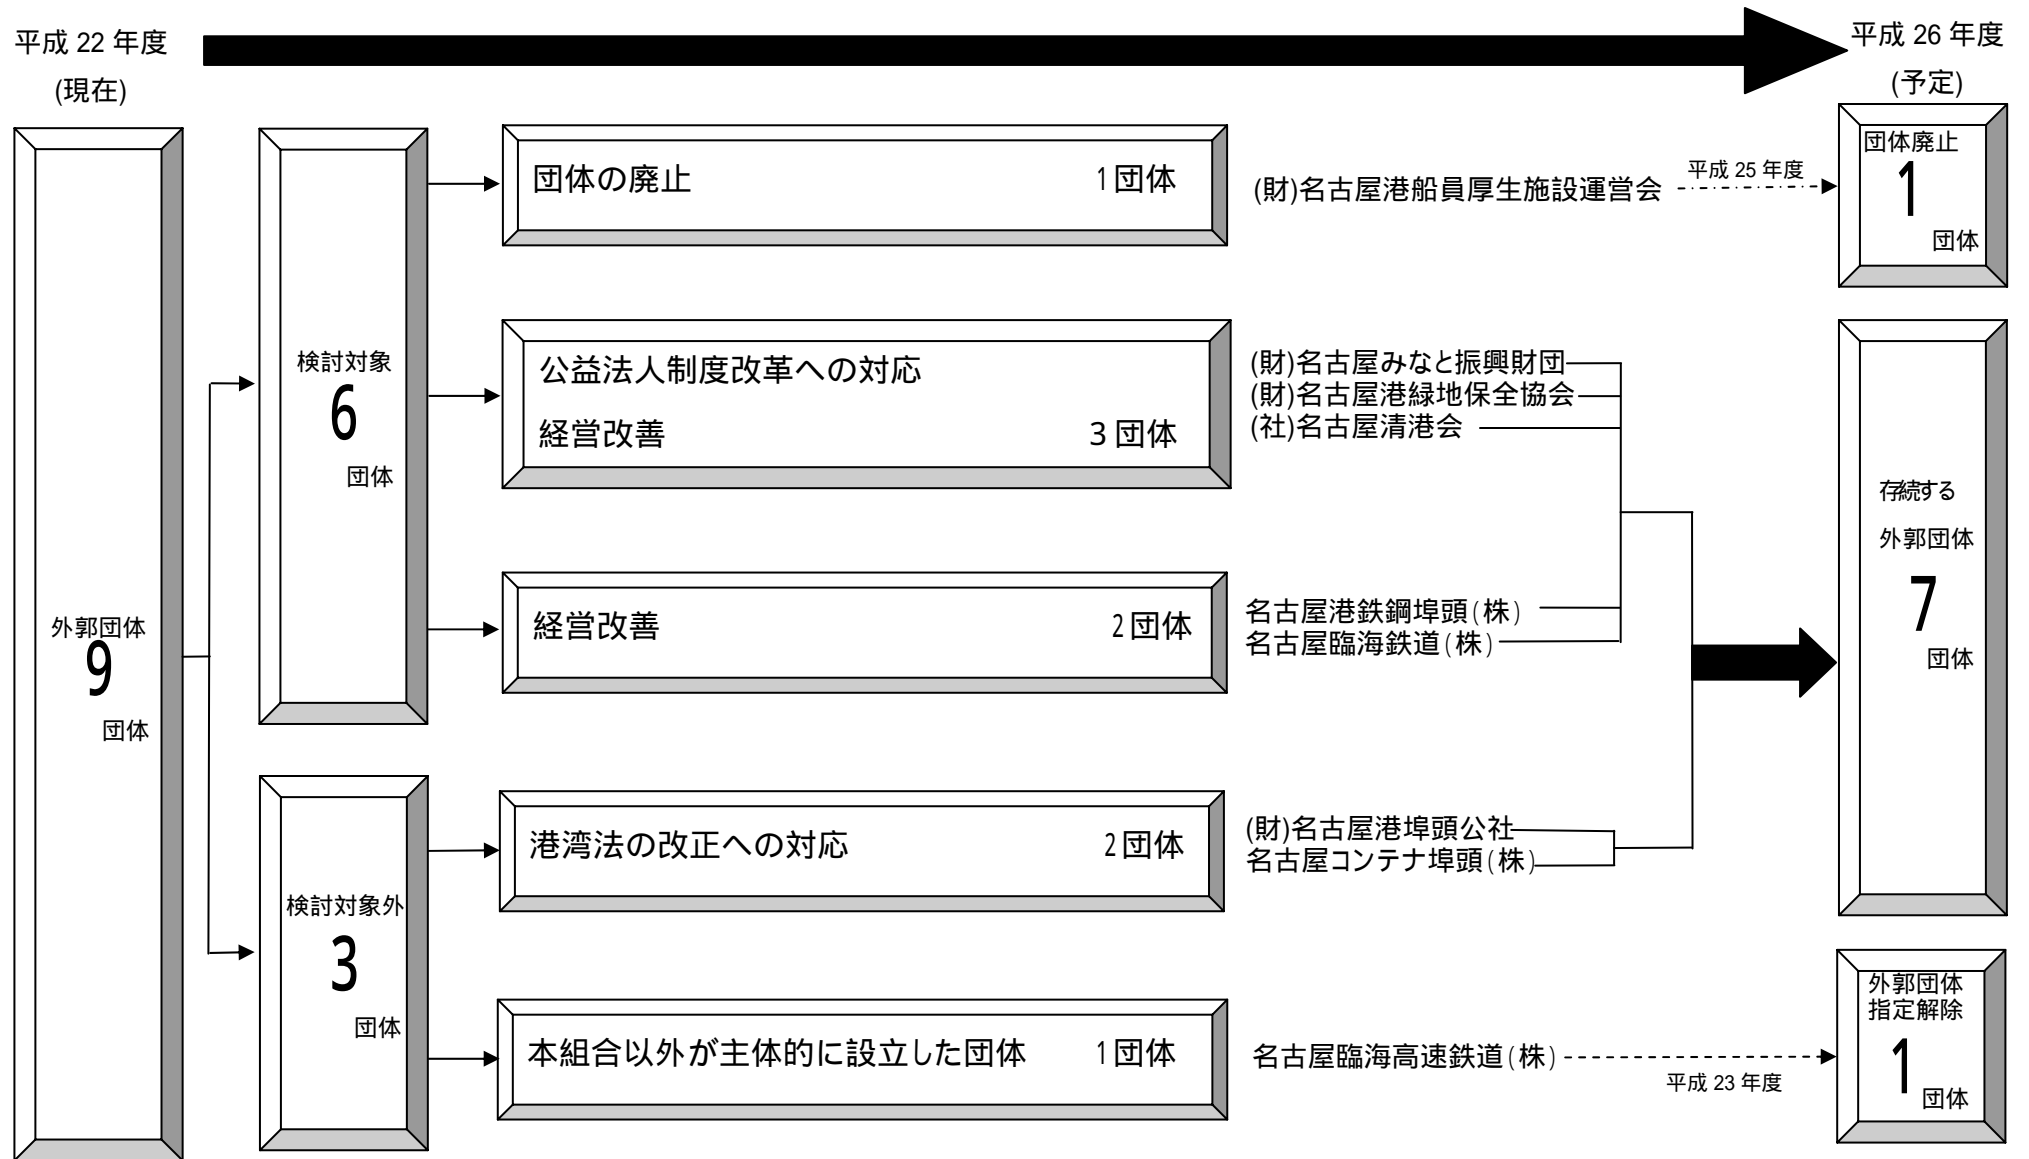 平成 22 年度
(現在)
平成 26 年度
(予定)
外郭団体
9
団体
検討対象
6
団体
検討対象外
3
団体
団体の廃止 1団体
公益法人制度改革への対応
経営改善 3団体
経営改善 2団体
港湾法の改正への対応 2団体
本組合以外が主体的に設立した団体 1団体
(財)名古屋港船員厚生施設運営会
平成 25 年度
(財)名古屋みなと振興財団
(財)名古屋港緑地保全協会
(社)名古屋清港会
名古屋港鉄鋼埠頭(株)
名古屋臨海鉄道(株)
(財)名古屋港埠頭公社
名古屋コンテナ埠頭(株)
名古屋臨海高速鉄道(株)
平成 23 年度
団体廃止
1
団体
存続する
外郭団体
7
団体
外郭団体
指定解除
1
団体